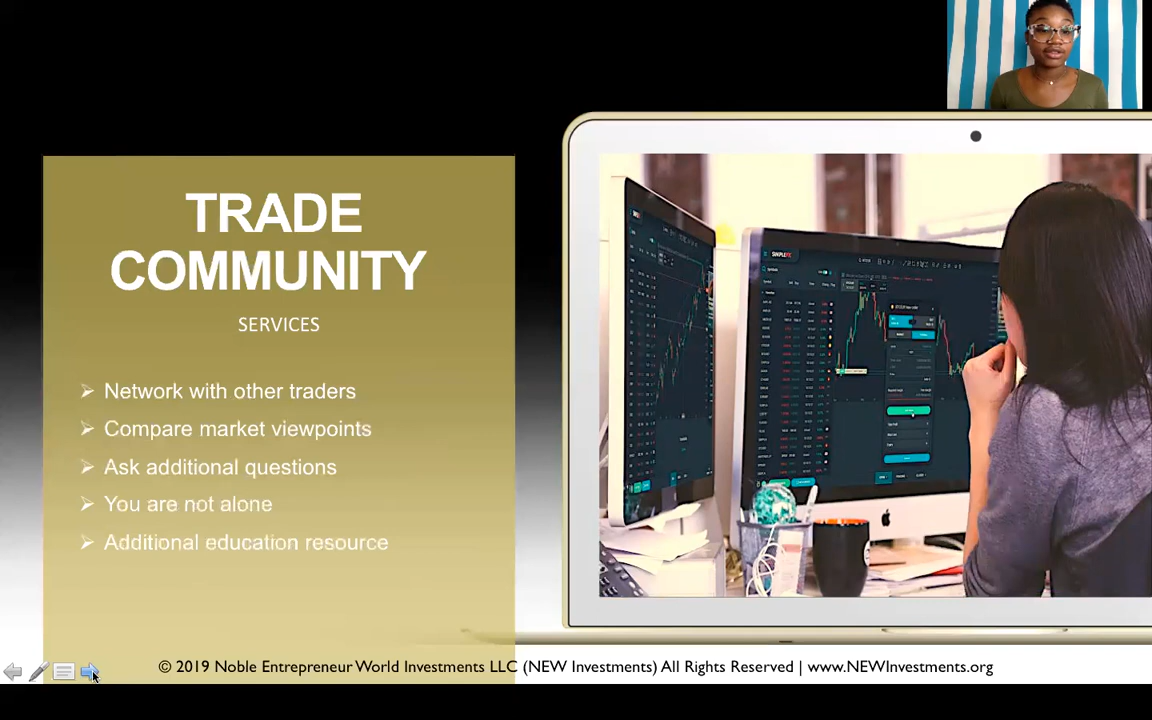 TRADE
COMMUNITY
SERVICES
Network with other traders
Compare market viewpoints
Ask additional questions
You are not alone
Additional education resource
© 2019 Noble Entrepreneur World Investments LLC (NEW Investments) All Rights Reserved | www.NEWInvestments.org